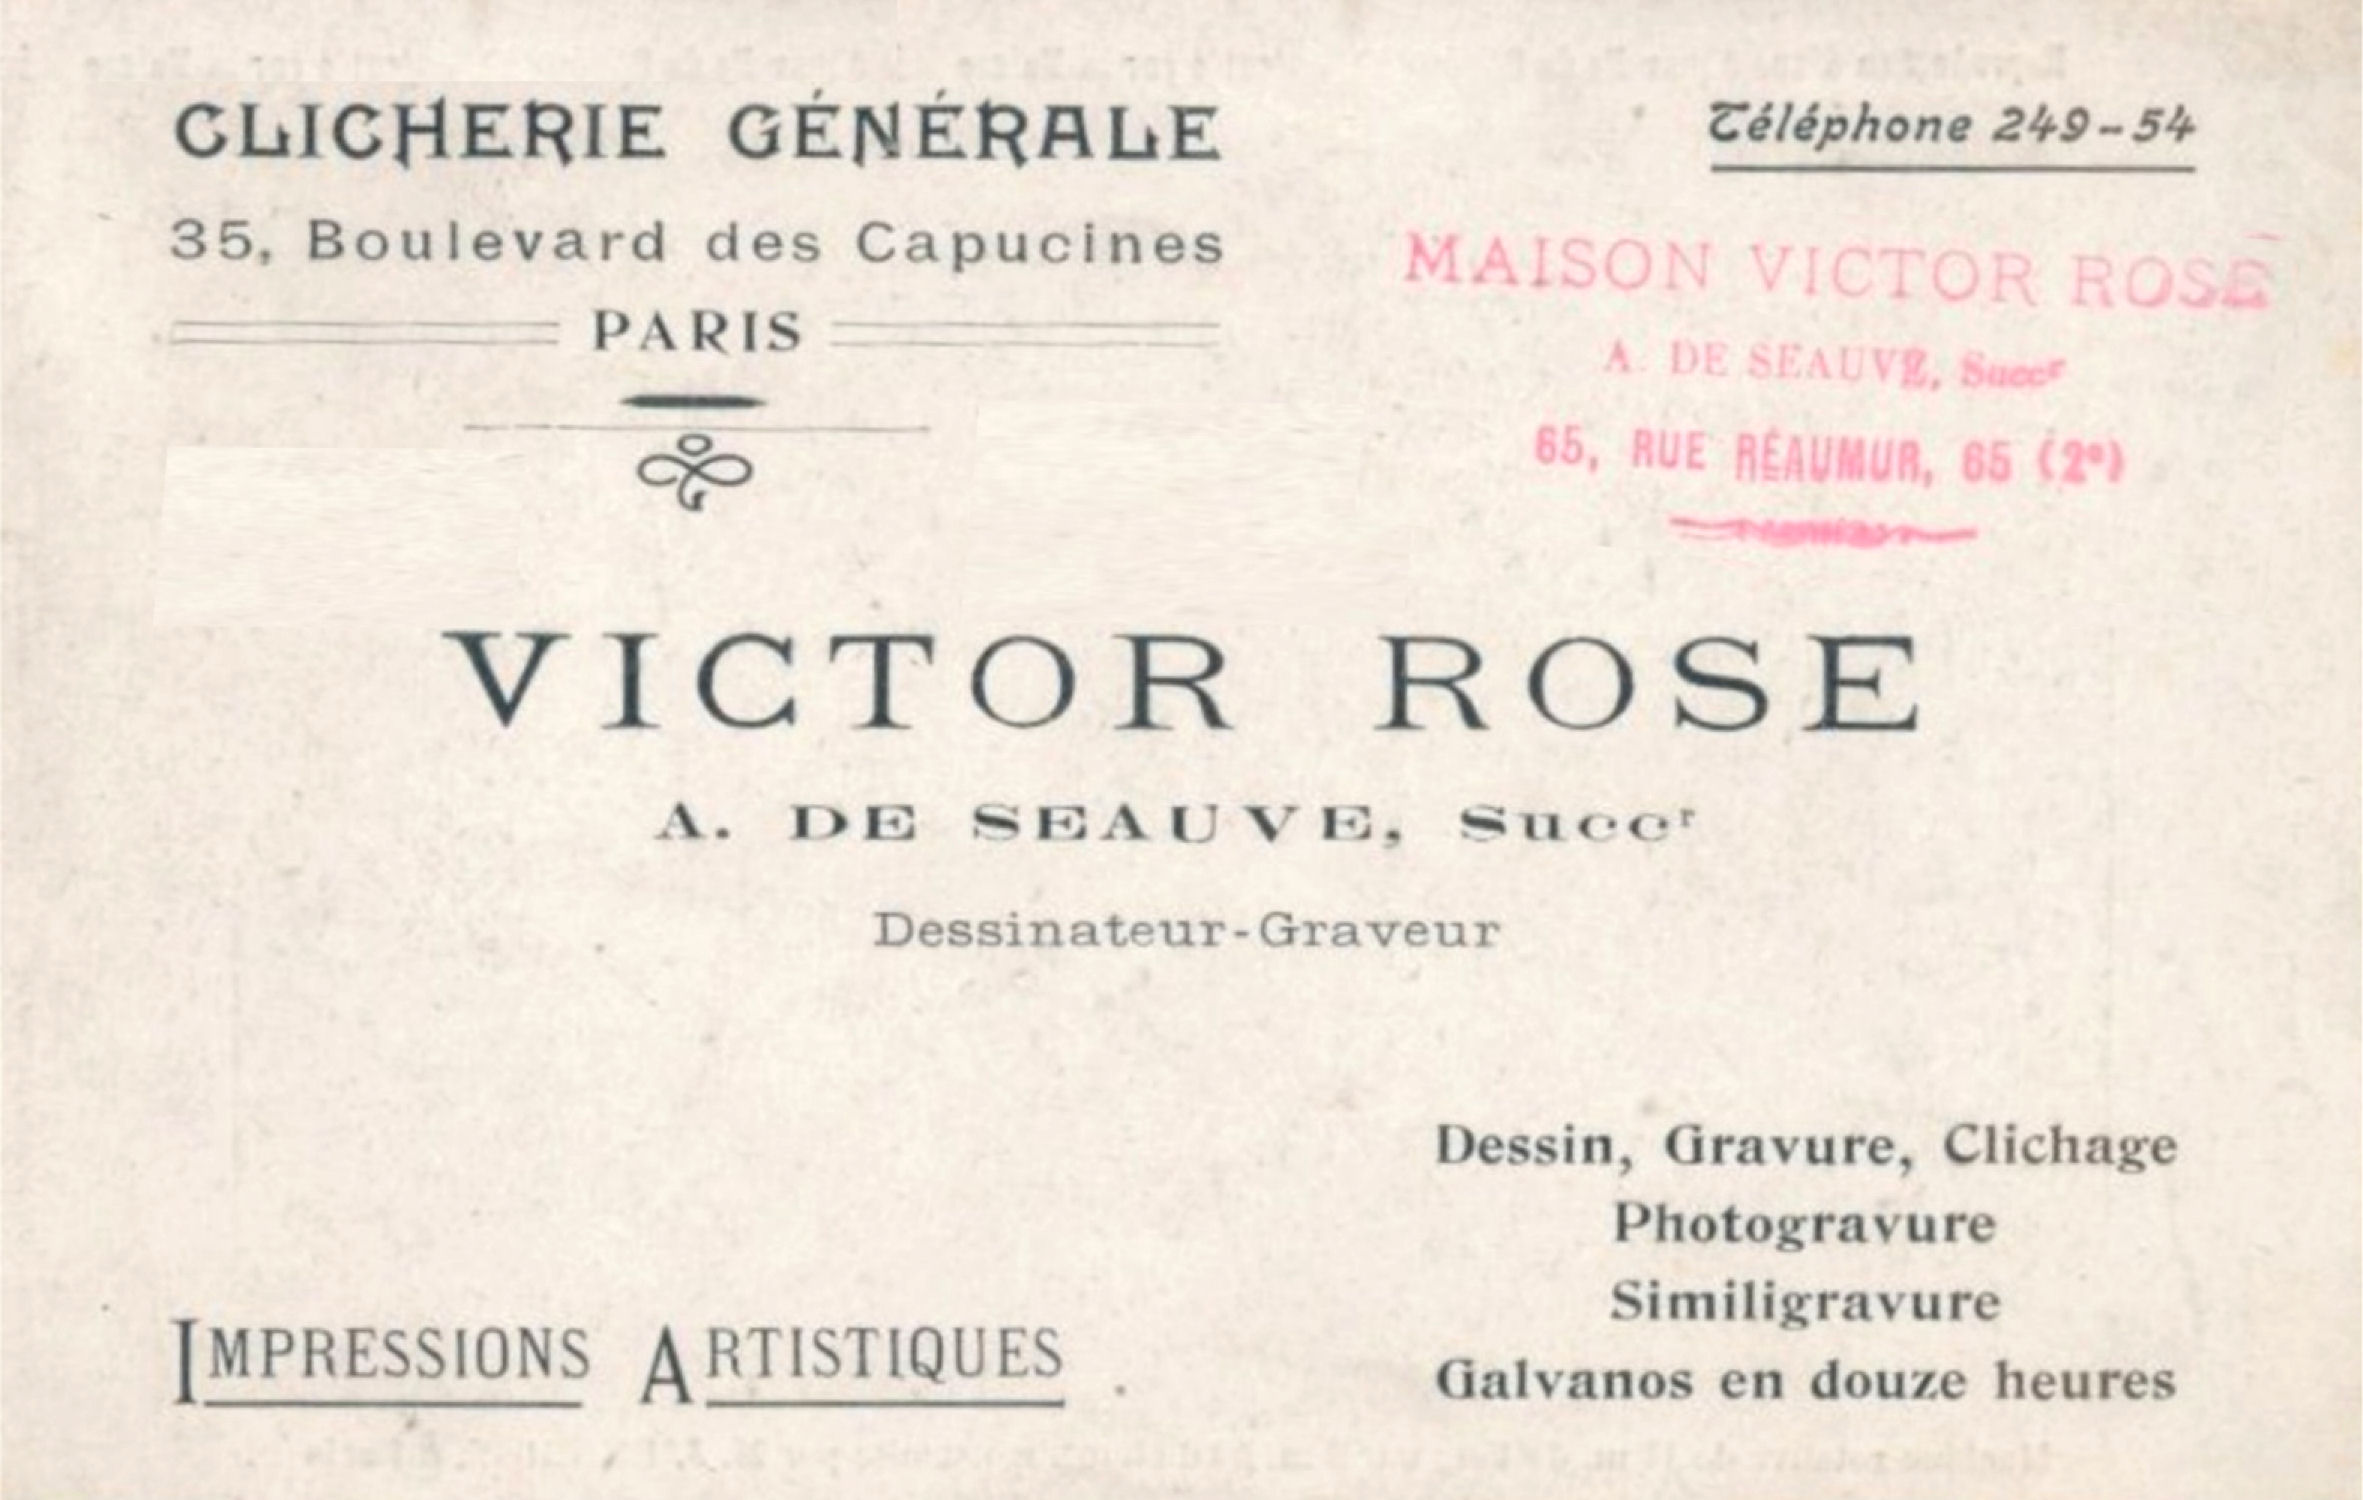 CLICHERIE GÉNÉRALE
35, Boulevard des Capucines
PARIS
Téléphone 249-54
MAISON VICTOR ROSE
A. DE SEAUVE, Succʳ
65, RUE RÉAUMUR, 65 (2ᵉ)
VICTOR ROSE
A. DE SEAUVE, Succʳ
Dessinateur-Graveur
Dessin, Gravure, Clichage
Photogravure
Similigravure
Galvanos en douze heures
IMPRESSIONS ARTISTIQUES